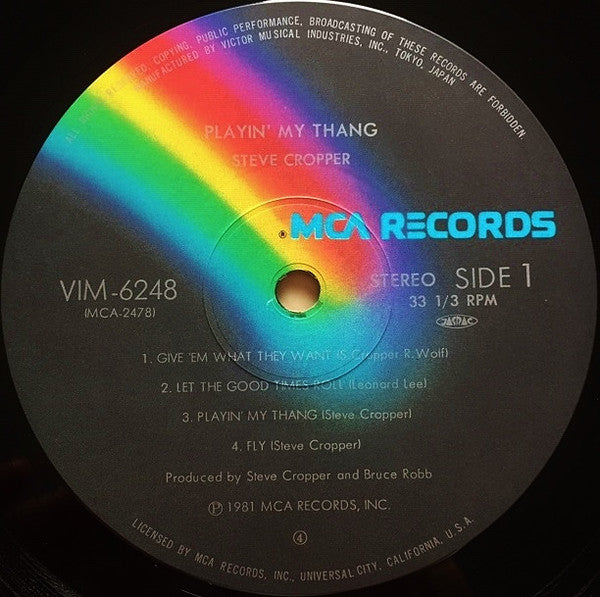 ALL RIGHTS RESERVED. COPYING, PUBLIC PERFORMANCE, BROADCASTING OF THESE RECORDS ARE FORBIDDEN.
MANUFACTURED BY VICTOR MUSICAL INDUSTRIES, INC., TOKYO, JAPAN
PLAYIN' MY THANG
STEVE CROPPER
® MCA RECORDS
VIM-6248
(MCA-2478)
STEREO SIDE 1
33 1/3 RPM
JASRAC
1. GIVE 'EM WHAT THEY WANT (S.Cropper R.Wolf)
2. LET THE GOOD TIMES ROLL (Leonard Lee)
3. PLAYIN' MY THANG (Steve Cropper)
4. FLY (Steve Cropper)
Produced by Steve Cropper and Bruce Robb
Ⓟ 1981 MCA RECORDS, INC.
④
LICENSED BY MCA RECORDS, INC., UNIVERSAL CITY, CALIFORNIA, U.S.A.